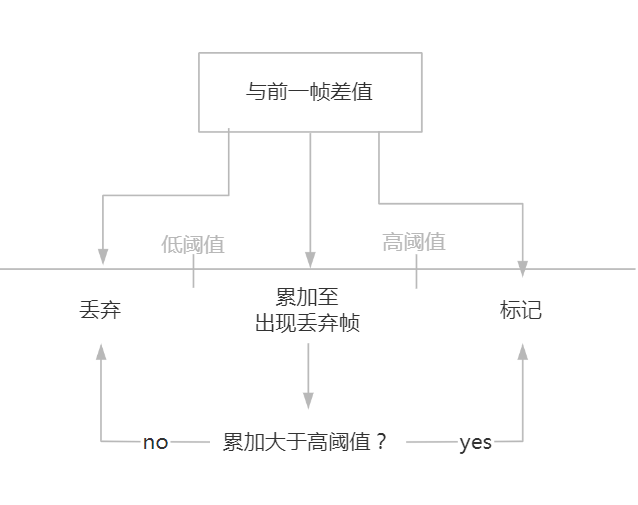 与前一帧差值
低阈值
高阈值
丢弃
累加至
出现丢弃帧
标记
no
累加大于高阈值？
yes